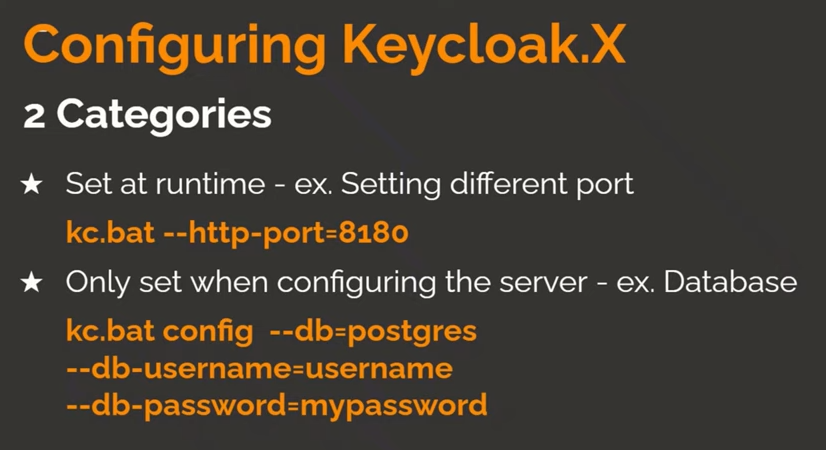 Configuring Keycloak.X
2 Categories
★ Set at runtime - ex. Setting different port
kc.bat --http-port=8180
★ Only set when configuring the server - ex. Database
kc.bat config --db=postgres
--db-username=username
--db-password=mypassword